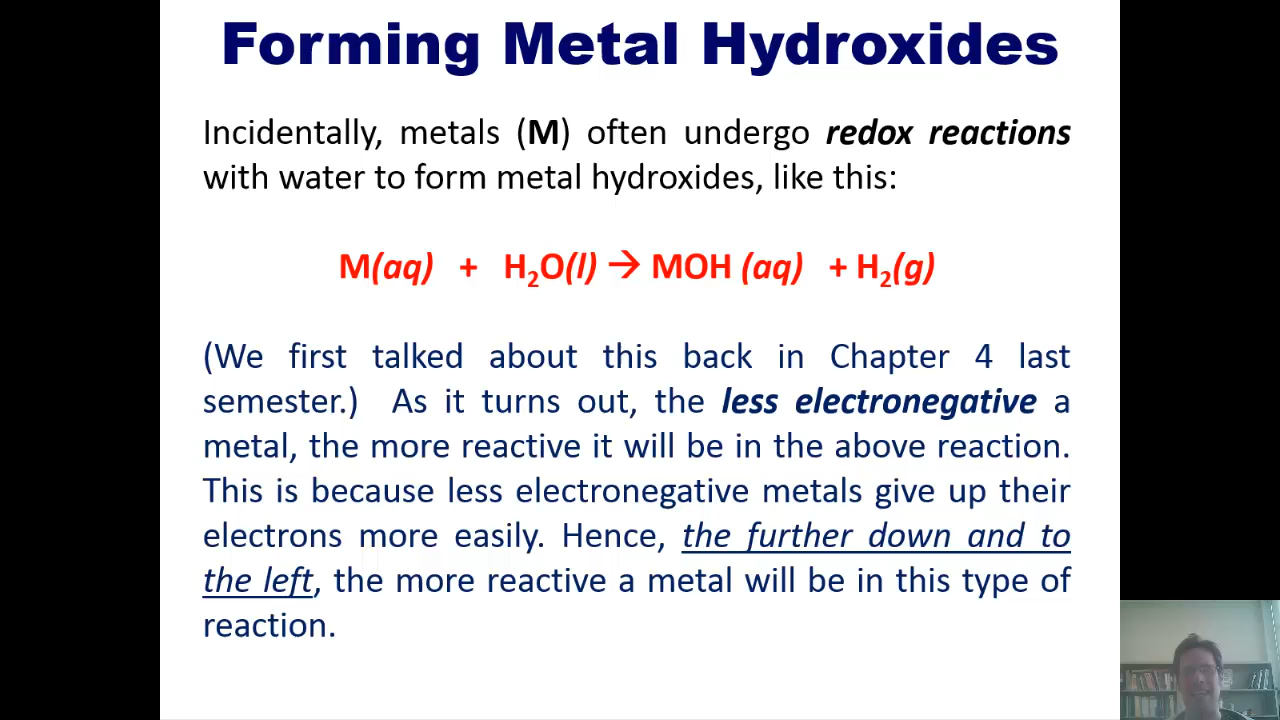 Forming Metal Hydroxides
Incidentally, metals (M) often undergo redox reactions
with water to form metal hydroxides, like this:
M(aq) + H₂O(l) → MOH (aq) + H₂(g)
(We first talked about this back in Chapter 4 last
semester.) As it turns out, the less electronegative a
metal, the more reactive it will be in the above reaction.
This is because less electronegative metals give up their
electrons more easily. Hence, the further down and to
the left, the more reactive a metal will be in this type of
reaction.